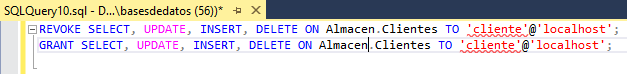 SQLQuery10.sql - D...\basesdedatos (56))*
REVOKE SELECT, UPDATE, INSERT, DELETE ON Almacen.Clientes TO 'cliente'@'localhost';
GRANT SELECT, UPDATE, INSERT, DELETE ON Almacen.Clientes TO 'cliente'@'localhost';